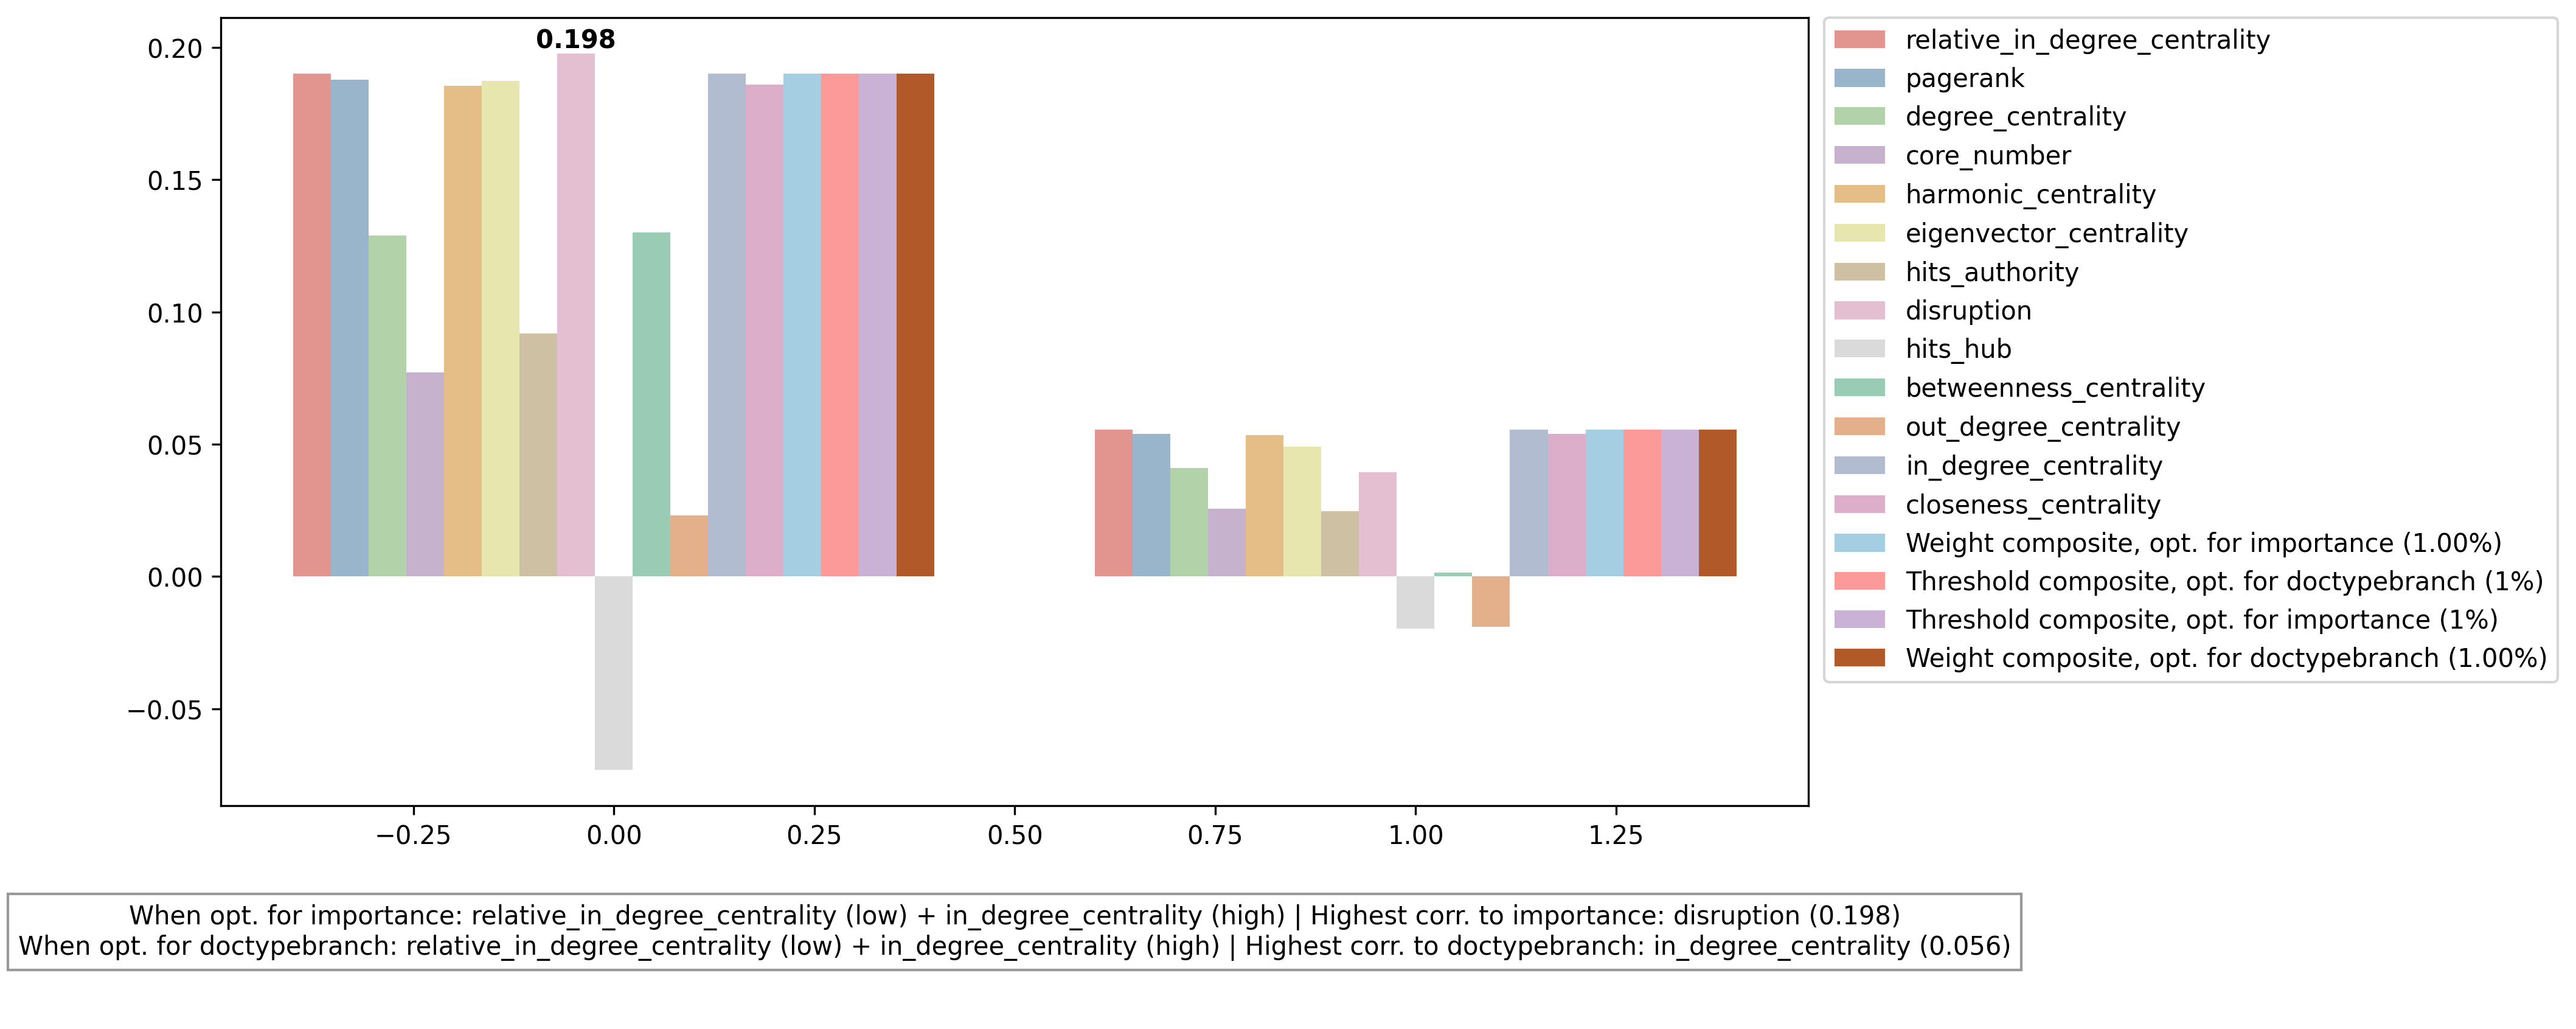 0.198
0.20
0.15
0.10
0.05
0.00
−0.05
−0.25
0.00
0.25
0.50
0.75
1.00
1.25
relative_in_degree_centrality
pagerank
degree_centrality
core_number
harmonic_centrality
eigenvector_centrality
hits_authority
disruption
hits_hub
betweenness_centrality
out_degree_centrality
in_degree_centrality
closeness_centrality
Weight composite, opt. for importance (1.00%)
Threshold composite, opt. for doctypebranch (1%)
Threshold composite, opt. for importance (1%)
Weight composite, opt. for doctypebranch (1.00%)
When opt. for importance: relative_in_degree_centrality (low) + in_degree_centrality (high) | Highest corr. to importance: disruption (0.198)
When opt. for doctypebranch: relative_in_degree_centrality (low) + in_degree_centrality (high) | Highest corr. to doctypebranch: in_degree_centrality (0.056)